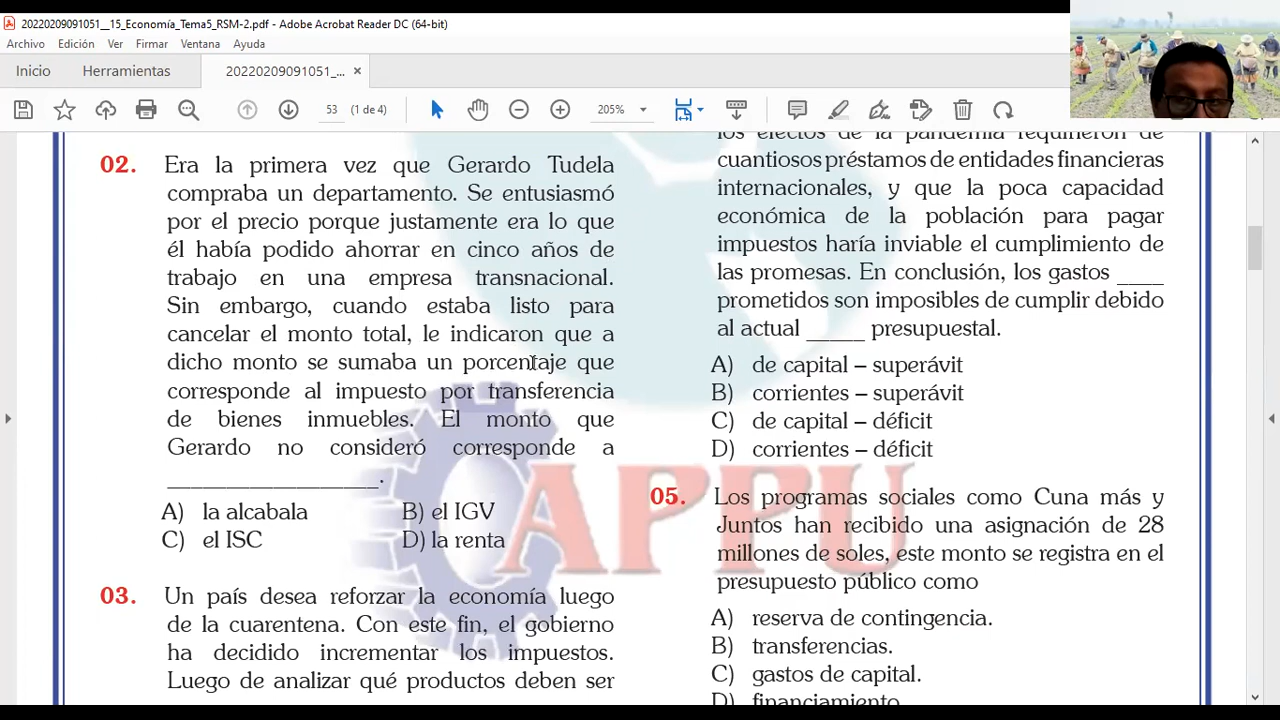 20220209091051__15_Economía_Tema5_RSM-2.pdf - Adobe Acrobat Reader DC (64-bit)
Archivo Edición Ver Firmar Ventana Ayuda
Inicio Herramientas 20220209091051_... ×
53 (1 de 4) 205%
02. Era la primera vez que Gerardo Tudela
compraba un departamento. Se entusiasmó
por el precio porque justamente era lo que
él había podido ahorrar en cinco años de
trabajo en una empresa transnacional.
Sin embargo, cuando estaba listo para
cancelar el monto total, le indicaron que a
dicho monto se sumaba un porcentaje que
corresponde al impuesto por transferencia
de bienes inmuebles. El monto que
Gerardo no consideró corresponde a
__________________.
A) la alcabala B) el IGV
C) el ISC D) la renta
03. Un país desea reforzar la economía luego
de la cuarentena. Con este fin, el gobierno
ha decidido incrementar los impuestos.
Luego de analizar qué productos deben ser
los efectos de la pandemia requirieron de
cuantiosos préstamos de entidades financieras
internacionales, y que la poca capacidad
económica de la población para pagar
impuestos haría inviable el cumplimiento de
las promesas. En conclusión, los gastos ____
prometidos son imposibles de cumplir debido
al actual _____ presupuestal.
A) de capital – superávit
B) corrientes – superávit
C) de capital – déficit
D) corrientes – déficit
05. Los programas sociales como Cuna más y
Juntos han recibido una asignación de 28
millones de soles, este monto se registra en el
presupuesto público como
A) reserva de contingencia.
B) transferencias.
C) gastos de capital.
D) financiamiento.
APPU